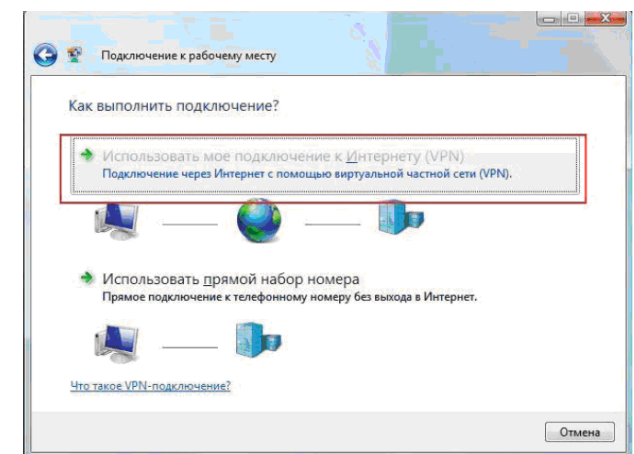 Подключение к рабочему месту
Как выполнить подключение?
Использовать мое подключение к Интернету (VPN)
Подключение через Интернет с помощью виртуальной частной сети (VPN).
Использовать прямой набор номера
Прямое подключение к телефонному номеру без выхода в Интернет.
Что такое VPN-подключение?
Отмена